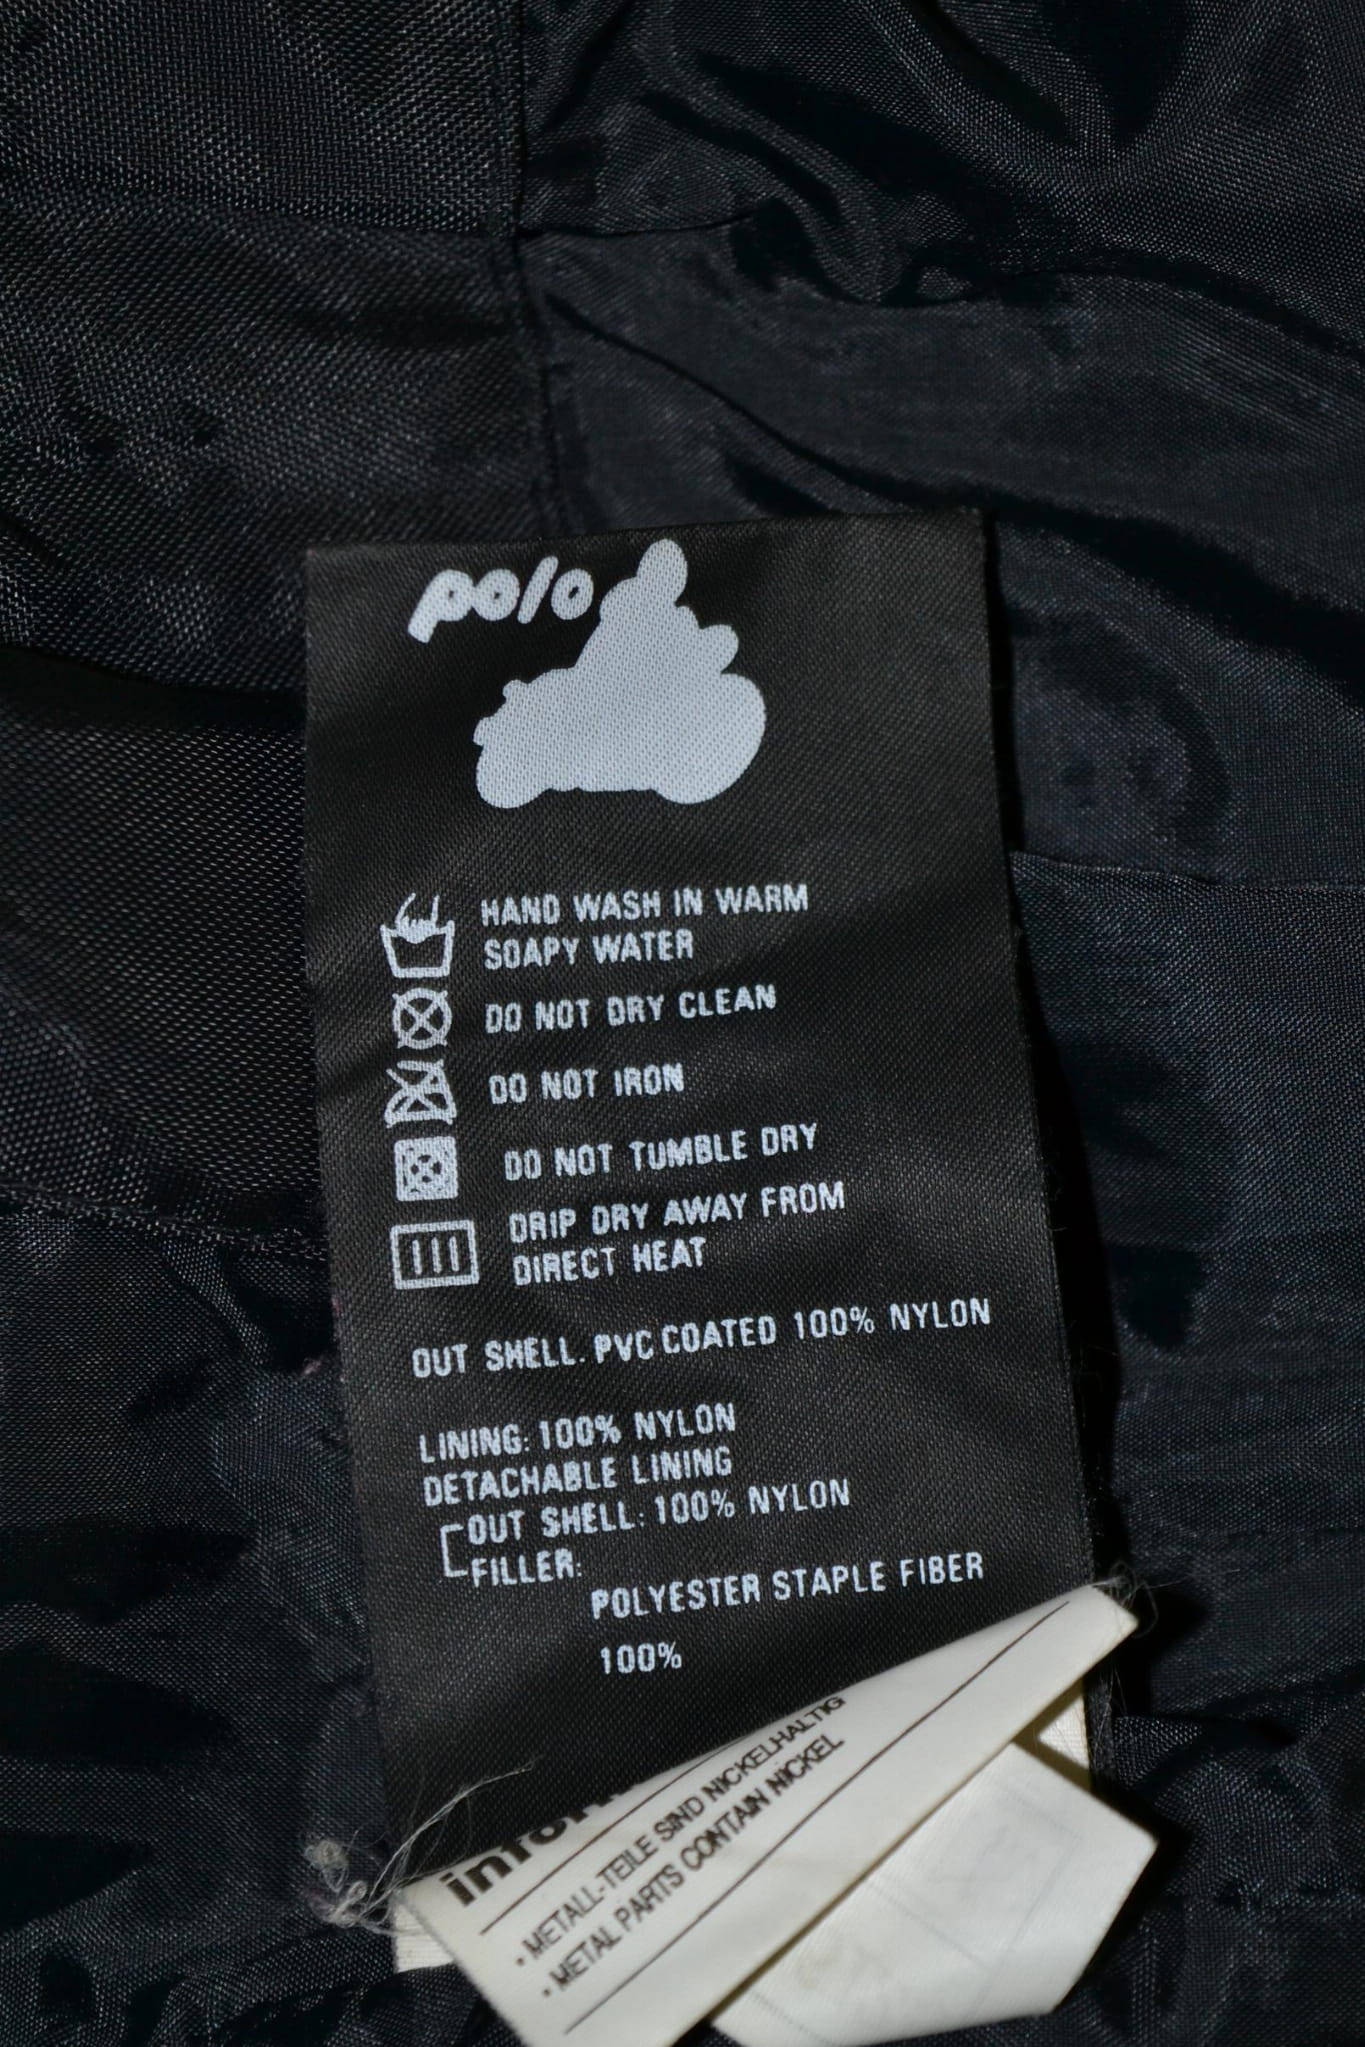 polo
HAND WASH IN WARM
SOAPY WATER
DO NOT DRY CLEAN
DO NOT IRON
DO NOT TUMBLE DRY
DRIP DRY AWAY FROM
DIRECT HEAT
OUT SHELL. PVC COATED 100% NYLON
LINING: 100% NYLON
DETACHABLE LINING
OUT SHELL: 100% NYLON
FILLER:
POLYESTER STAPLE FIBER
100%
• METALL-TEILE SIND NICKELHALTIG
• METAL PARTS CONTAIN NICKEL